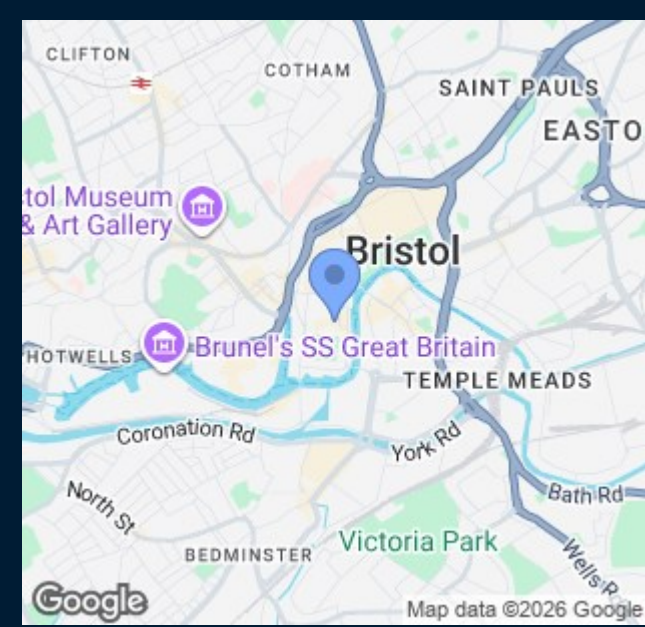 CLIFTON
COTHAM
SAINT PAULS
EASTO
tol Museum
& Art Gallery
Bristol
HOTWELLS
Brunel's SS Great Britain
TEMPLE MEADS
Coronation Rd
York Rd
North St
Bath Rd
BEDMINSTER
Victoria Park
Wells R
Google
Map data ©2026 Google